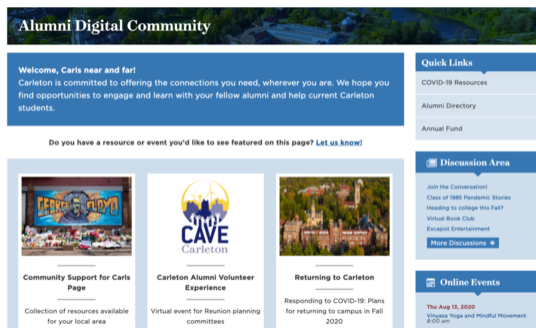 Alumni Digital Community
Welcome, Carls near and far!
Carleton is committed to offering the connections you need, wherever you are. We hope you
find opportunities to engage and learn with your fellow alumni and help current Carleton
students.
Do you have a resource or event you'd like to see featured on this page? Let us know!
GEORGE FLOYD
Community Support for Carls
Page
Collection of resources available
for your local area
CAVE
Carleton
Carleton Alumni Volunteer
Experience
Virtual event for Reunion planning
committees
Returning to Carleton
Responding to COVID-19: Plans
for returning to campus in Fall
2020
Quick Links
COVID-19 Resources
Alumni Directory
Annual Fund
Discussion Area
Join the Conversation!
Class of 1985 Pandemic Stories
Heading to college this Fall?
Virtual Book Club
Escapist Entertainment
More Discussions
Online Events
Thu Aug 13, 2020
Vinyasa Yoga and Mindful Movement
8:00 am